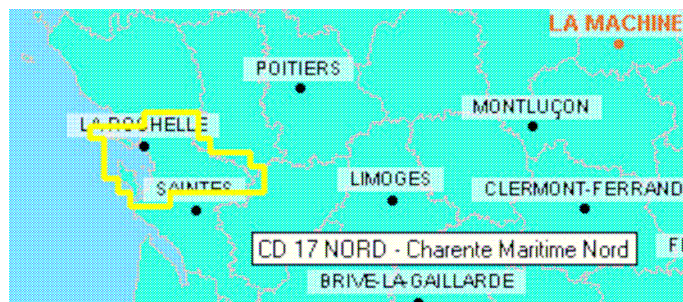 LA MACHINE
POITIERS
MONTLUÇON
LA ROCHELLE
LIMOGES
SAINTES
CLERMONT-FERRAND
CD 17 NORD - Charente Maritime Nord
BRIVE-LA-GAILLARDE